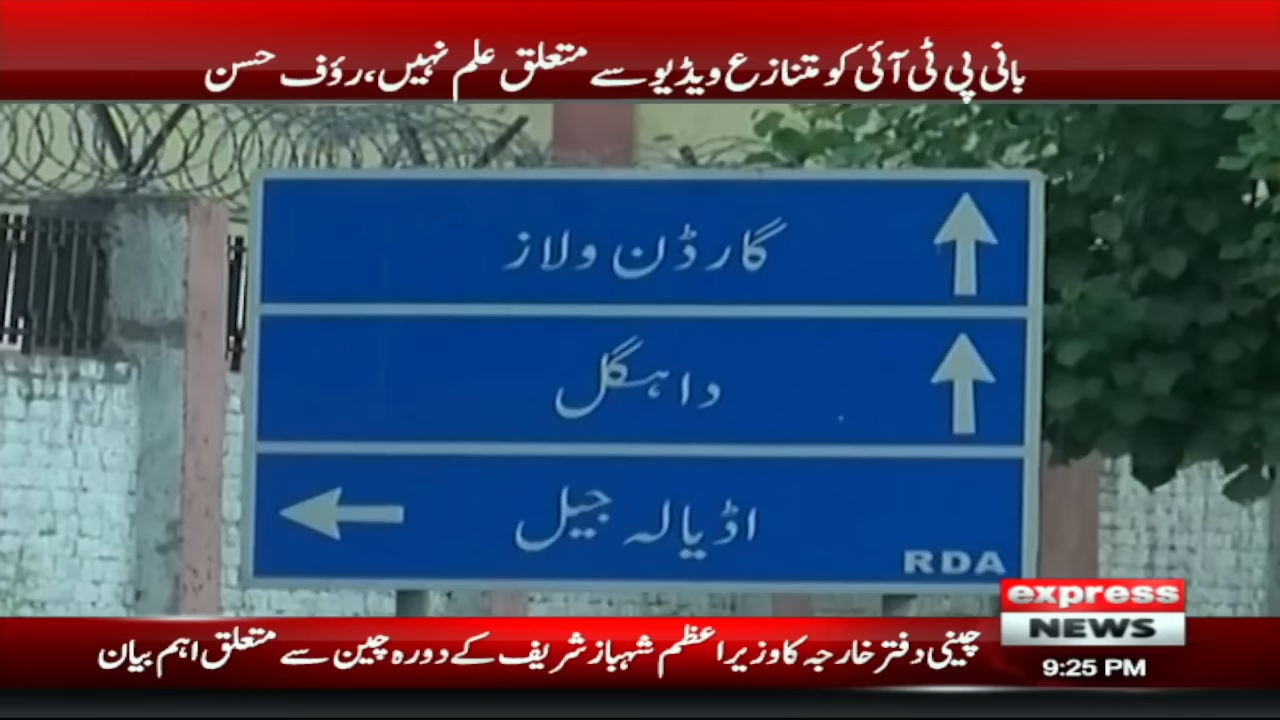 بانی پی ٹی آئی کو متنازع ویڈیو سے متعلق علم نہیں، رؤف حسن
گارڈن ولاز
داہگل
اڈیالہ جیل
RDA
express
NEWS
چینی دفتر خارجہ کا وزیراعظم شہباز شریف کے دورہ چین سے متعلق اہم بیان
9:25 PM